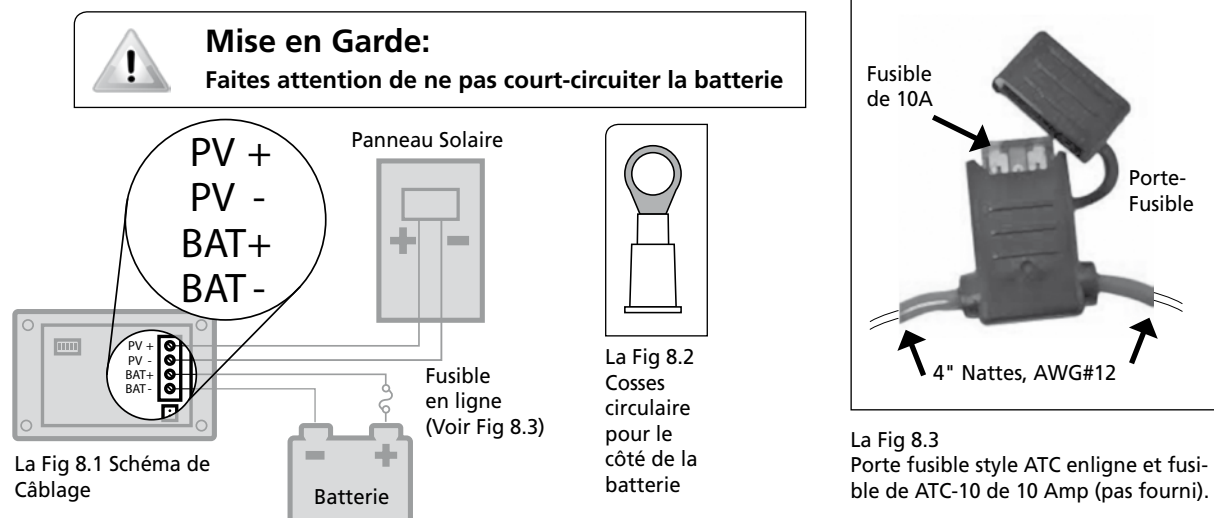 Mise en Garde:
Faites attention de ne pas court-circuiter la batterie
PV +
PV -
BAT+
BAT -
Panneau Solaire
PV +
PV -
BAT+
BAT -
Fusible
en ligne
(Voir Fig 8.3)
Batterie
La Fig 8.1 Schéma de
Câblage
La Fig 8.2
Cosses
circulaire
pour le
côté de la
batterie
Fusible
de 10A
Porte-
Fusible
4" Nattes, AWG#12
La Fig 8.3
Porte fusible style ATC enligne et fusi-
ble de ATC-10 de 10 Amp (pas fourni).